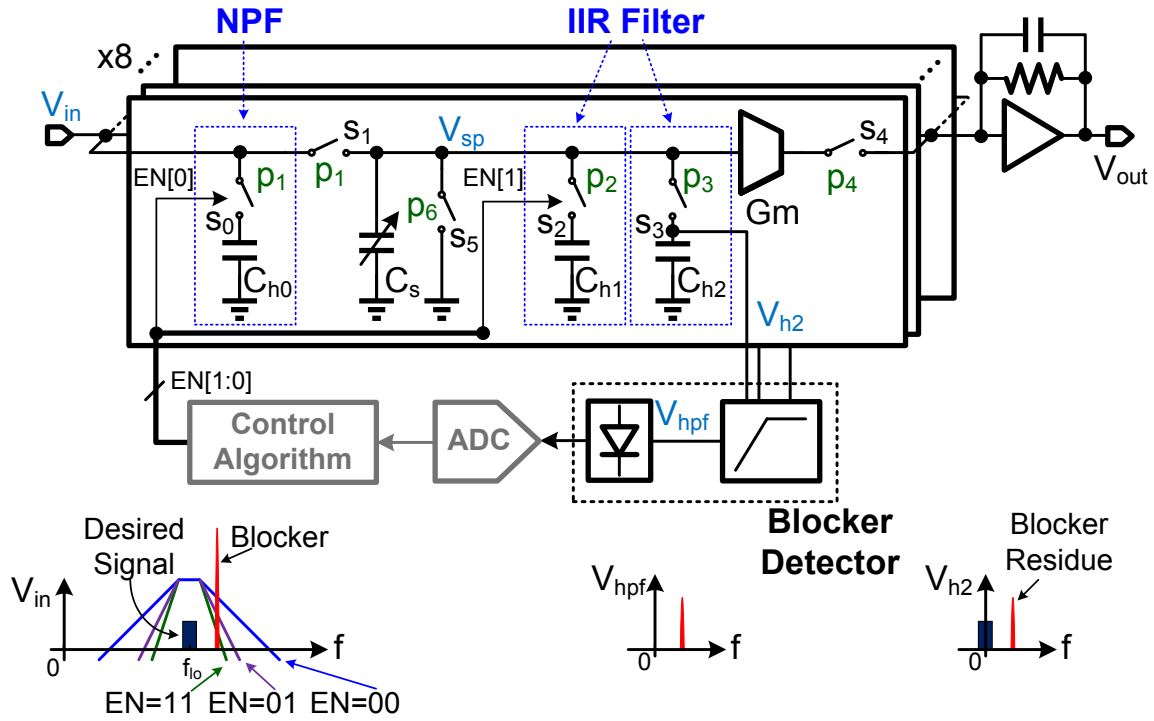 NPF
IIR Filter
x8
Vin
EN[0]
p1
s1
p1
s0
Ch0
Vsp
p6
s5
Cs
EN[1]
p2
s2
Ch1
p3
s3
Ch2
Gm
s4
p4
Vout
Vh2
EN[1:0]
Control
Algorithm
ADC
Vhpf
Blocker
Detector
Desired
Signal
Blocker
Vin
0
flo
f
EN=11 EN=01 EN=00
Vhpf
0
f
Blocker
Residue
Vh2
0
f